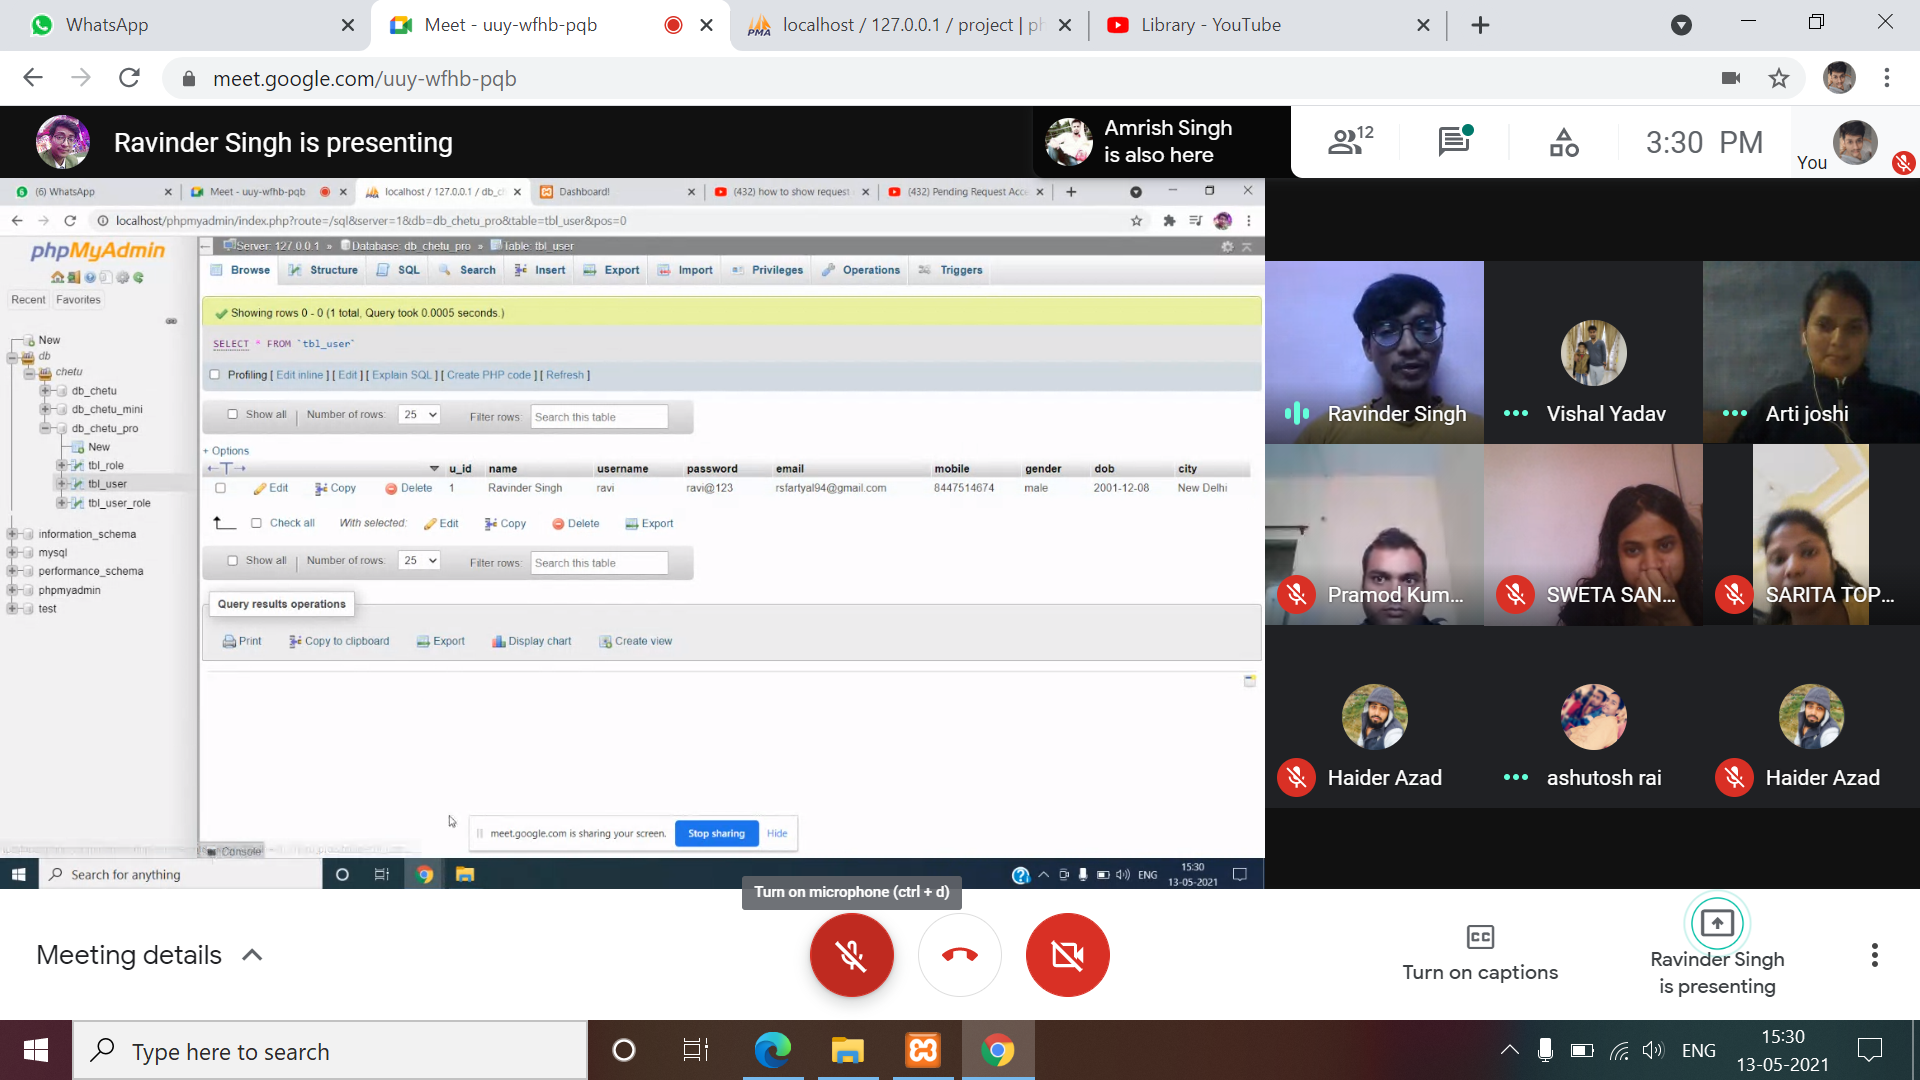 WhatsApp
Meet - uuy-wfhb-pqb
localhost / 127.0.0.1 / project | ph
Library - YouTube
meet.google.com/uuy-wfhb-pqb
Ravinder Singh is presenting
Amrish Singh
is also here
12
3:30 PM
You
(6) WhatsApp
Meet - uuy-wfhb-pqb
localhost / 127.0.0.1 / db_c
Dashboard!
(432) how to show request
(432) Pending Request Acc
localhost/phpmyadmin/index.php?route=/sql&server=1&db=db_chetu_pro&table=tbl_user&pos=0
phpMyAdmin
Recent Favorites
New
db
chetu
db_chetu
db_chetu_mini
db_chetu_pro
New
tbl_role
tbl_user
tbl_user_role
information_schema
mysql
performance_schema
phpmyadmin
test
Server: 127.0.0.1 » Database: db_chetu_pro » Table: tbl_user
Browse Structure SQL Search Insert Export Import Privileges Operations Triggers
Showing rows 0 - 0 (1 total, Query took 0.0005 seconds.)
SELECT * FROM `tbl_user`
Profiling [ Edit inline ] [ Edit ] [ Explain SQL ] [ Create PHP code ] [ Refresh ]
Show all | Number of rows: 25 Filter rows: Search this table
+ Options
u_id name username password email mobile gender dob city
Edit Copy Delete 1 Ravinder Singh ravi ravi@123 rsfartyal94@gmail.com 8447514674 male 2001-12-08 New Delhi
Check all With selected: Edit Copy Delete Export
Show all | Number of rows: 25 Filter rows: Search this table
Query results operations
Print Copy to clipboard Export Display chart Create view
meet.google.com is sharing your screen. Stop sharing Hide
Console
Search for anything
ENG
15:30
13-05-2021
Ravinder Singh
Vishal Yadav
Arti joshi
Pramod Kum...
SWETA SAN...
SARITA TOP...
Haider Azad
ashutosh rai
Haider Azad
Turn on microphone (ctrl + d)
Meeting details
CC
Turn on captions
Ravinder Singh
is presenting
Type here to search
ENG
15:30
13-05-2021